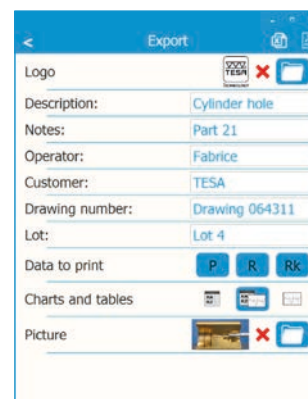 < Export
Logo TESA TECHNOLOGY
Description: Cylinder hole
Notes: Part 21
Operator: Fabrice
Customer: TESA
Drawing number: Drawing 064311
Lot: Lot 4
Data to print P R Rk
Charts and tables
Picture